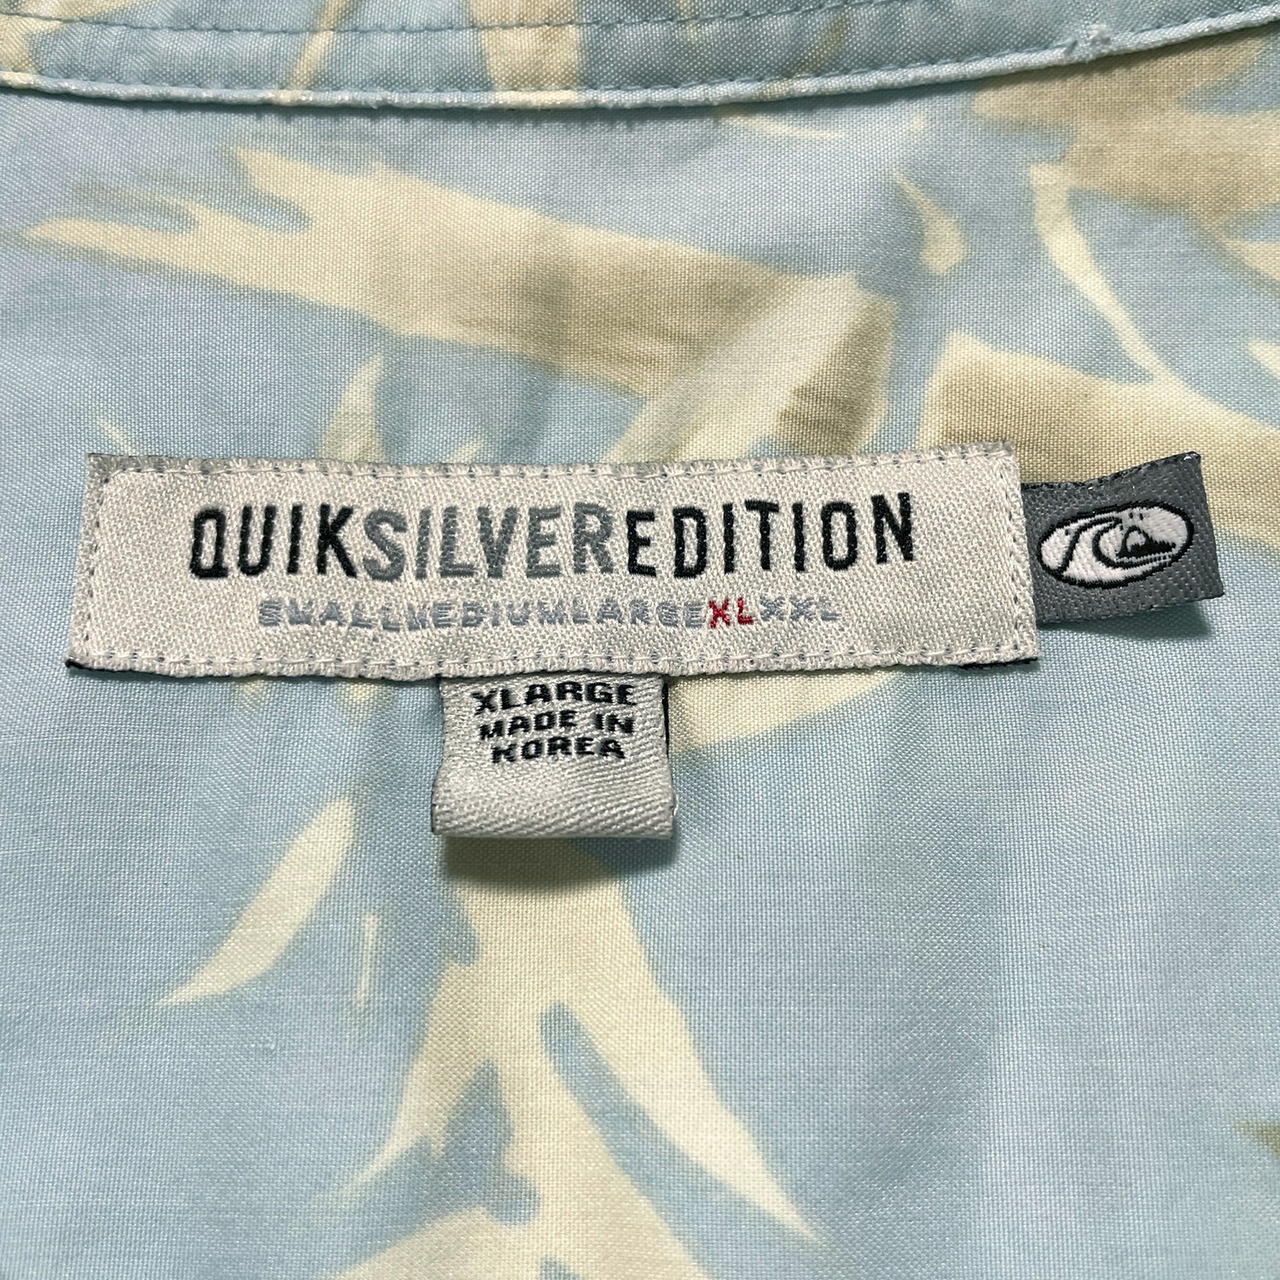 QUIKSILVEREDITION
SMALLMEDIUMLARGEXLXXL
XLARGE
MADE IN
KOREA